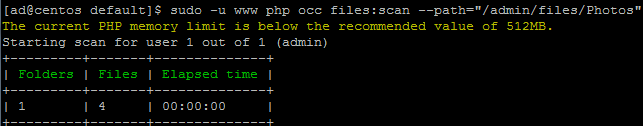 [ad@centos default]$ sudo -u www php occ files:scan --path="/admin/files/Photos"
The current PHP memory limit is below the recommended value of 512MB.
Starting scan for user 1 out of 1 (admin)
+---------+-------+--------------+
| Folders | Files | Elapsed time |
+---------+-------+--------------+
| 1       | 4     | 00:00:00     |
+---------+-------+--------------+